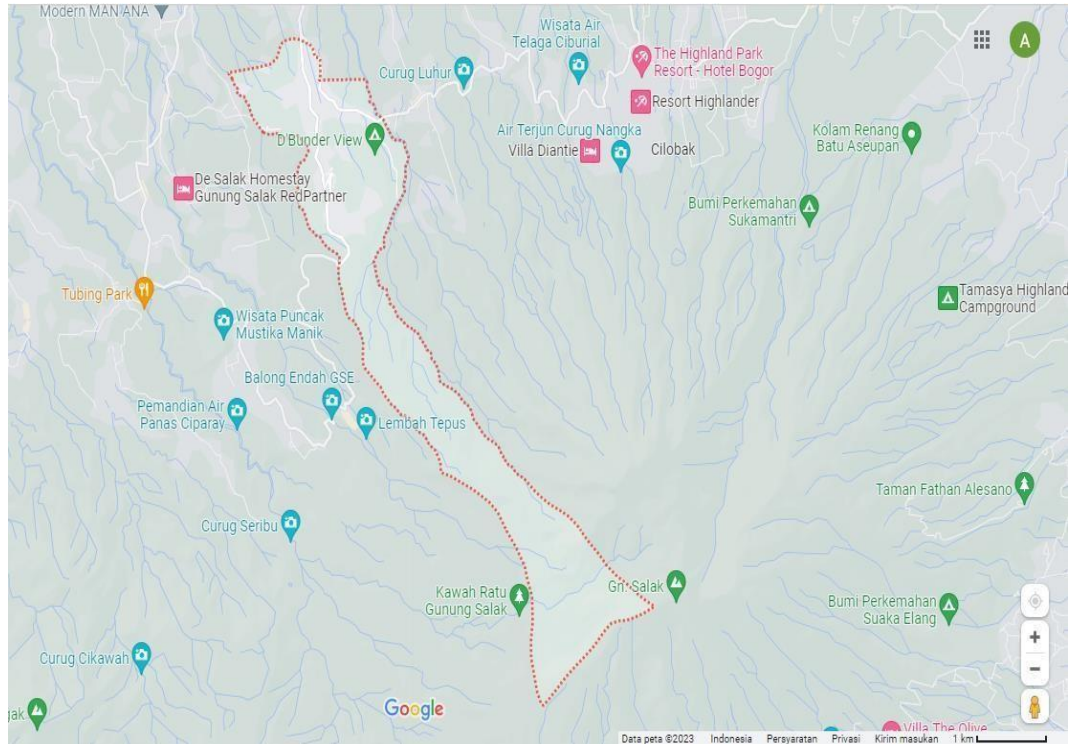 Modern MAN ANA
Wisata Air
Telaga Ciburial
The Highland Park
Resort - Hotel Bogor
A
Curug Luhur
Resort Highlander
D'Bunder View
Air Terjun Curug Nangka
Villa Diantie
Cilobak
Kolam Renang
Batu Aseupan
De Salak Homestay
Gunung Salak RedPartner
Bumi Perkemahan
Sukamantri
Tubing Park
Wisata Puncak
Mustika Manik
Tamasya Highland
Campground
Balong Endah GSE
Pemandian Air
Panas Ciparay
Lembah Tepus
Taman Fathan Alesano
Curug Seribu
Kawah Ratu
Gunung Salak
Gn. Salak
Bumi Perkemahan
Suaka Elang
Curug Cikawah
gak
Google
Villa The Olive
Data peta ©2023 Indonesia Persyaratan Privasi Kirim masukan 1 km